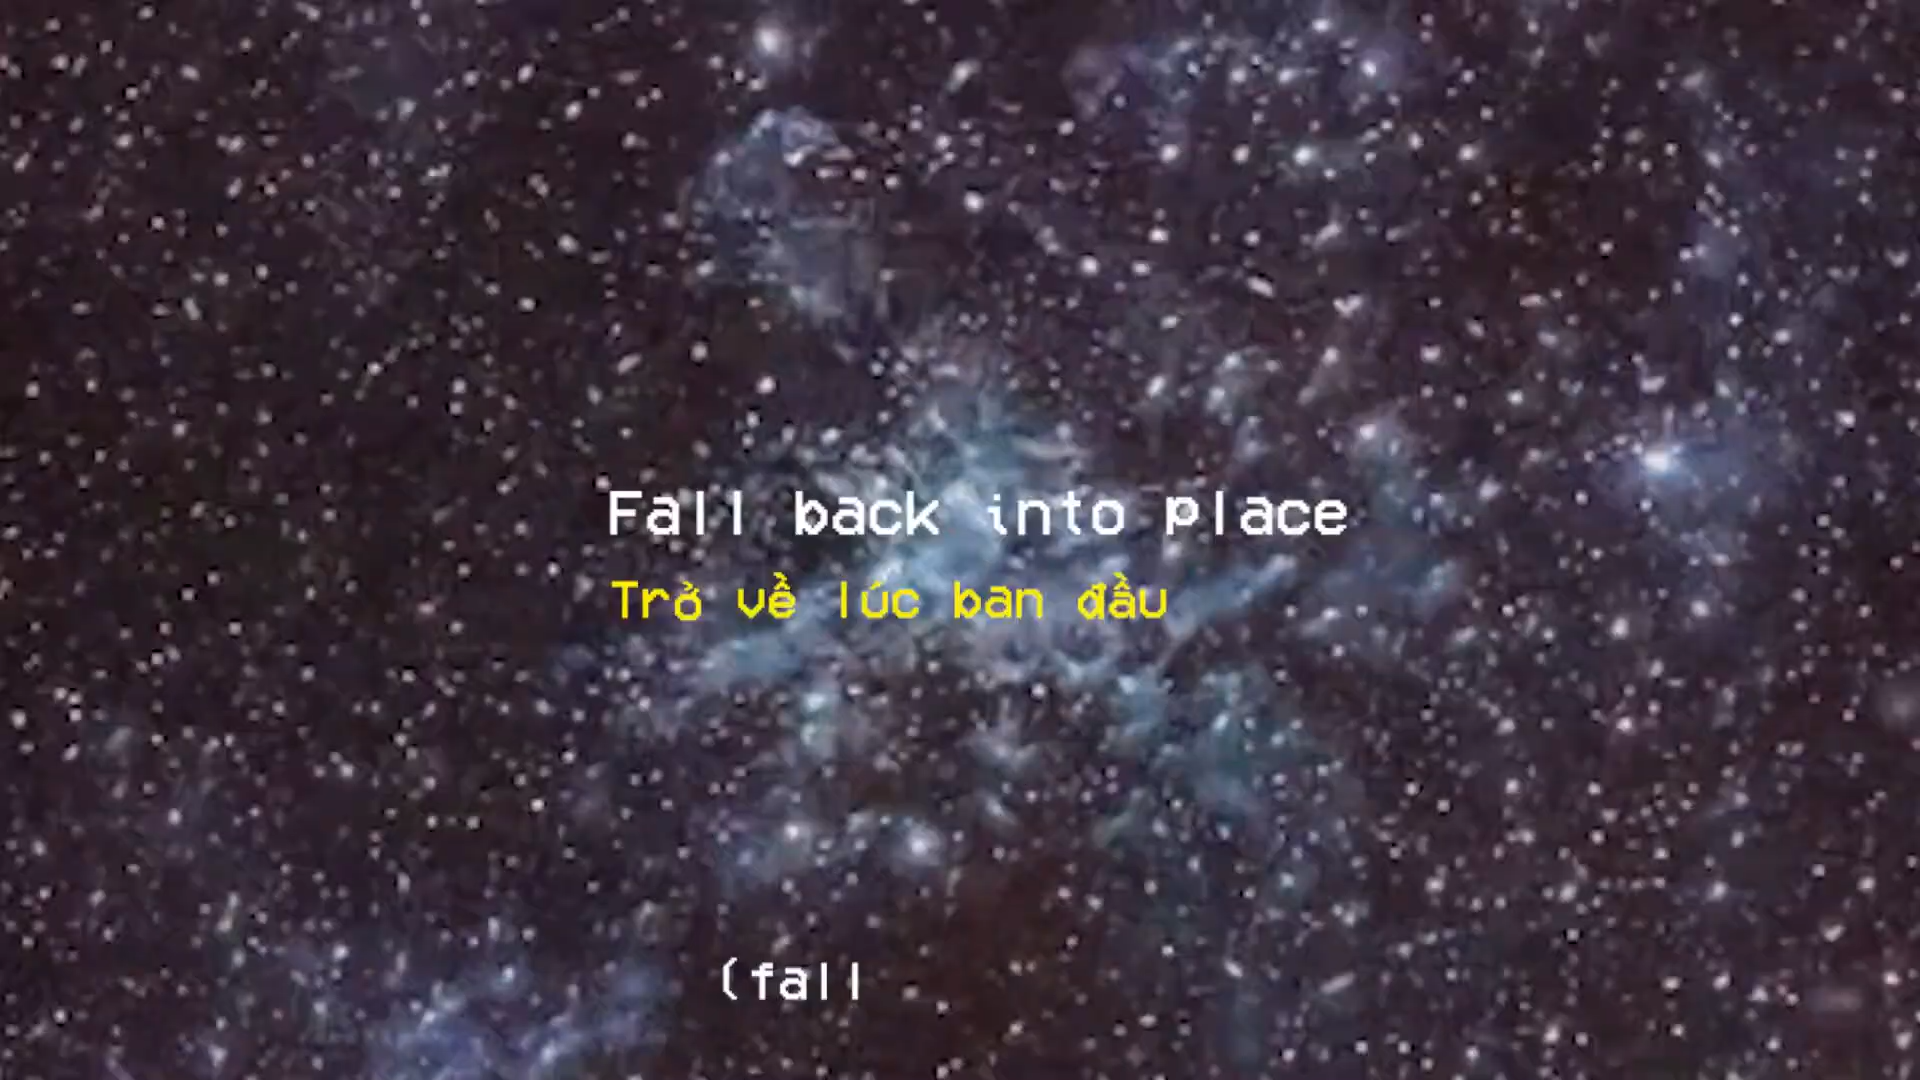 Fall back into place
Trở về lúc ban đầu
(fall